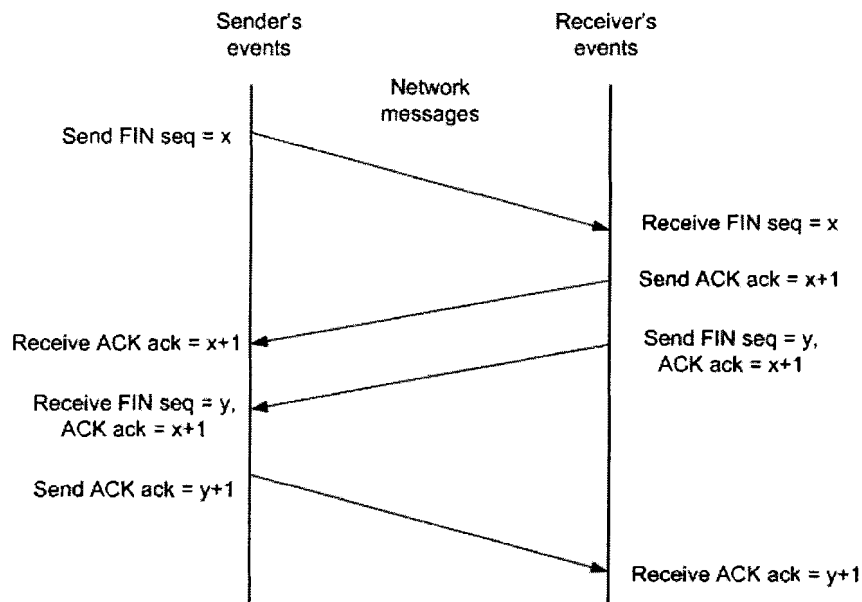 Sender's
events
Receiver's
events
Network
messages
Send FIN seq = x
Receive FIN seq = x
Send ACK ack = x+1
Receive ACK ack = x+1
Send FIN seq = y,
ACK ack = x+1
Receive FIN seq = y,
ACK ack = x+1
Send ACK ack = y+1
Receive ACK ack = y+1